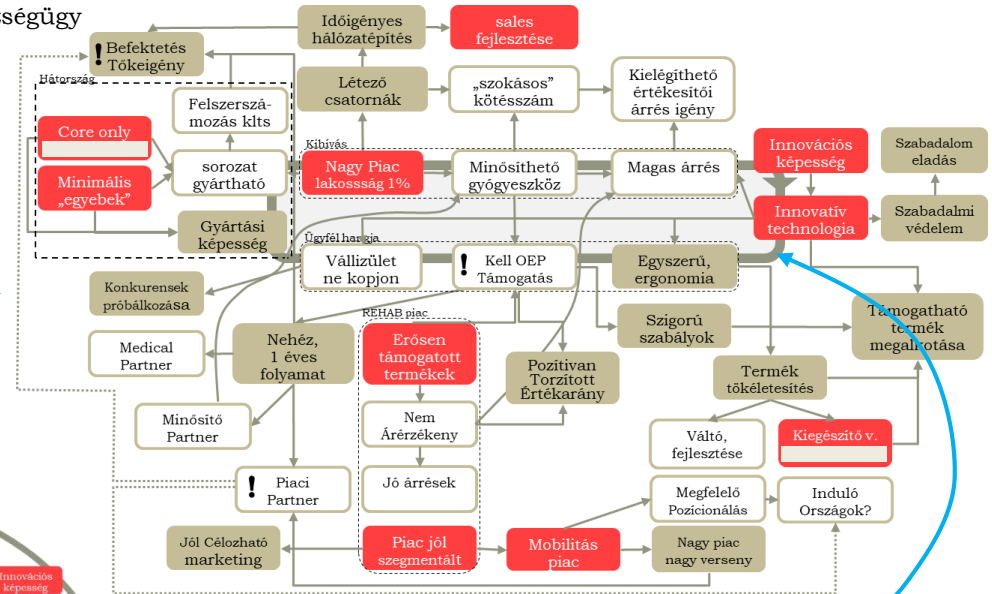 zségügy
Időigényes
hálózatépítés
sales
fejlesztése
! Befektetés
Tőkeigény
Hátország
Létező
csatornák
„szokásos”
kötésszám
Kielégíthető
értékesítői
árrés igény
Felszerszá-
mozás klts
Core only
Kibívás
Nagy Piac
lakossság 1%
Minősíthető
gyógyeszköz
Magas árrés
Innovációs
képesség
Szabadalom
eladás
sorozat
gyártható
Minimális
„egyebek”
Gyártási
képesség
Innovatív
technologia
Szabadalmi
védelem
Ügyfél hangja
Vállizület
ne kopjon
! Kell OEP
Támogatás
Egyszerű,
ergonomia
Konkurensek
próbálkozása
REHAB piac
Támogatható
termék
megalkotása
Szigorú
szabályok
Medical
Partner
Nehéz,
1 éves
folyamat
Erősen
támogatott
termékek
Pozitívan
Torzított
Értékarány
Termék
tökéletesítés
Minősítő
Partner
Nem
Árérzékeny
Váltó,
fejlesztése
Kiegészítő v.
! Piaci
Partner
Jó árrések
Megfelelő
Pozícionálás
Induló
Országok?
Jól Célozható
marketing
Piac jól
szegmentált
Mobilitás
piac
Nagy piac
nagy verseny
Innovációs
képesség